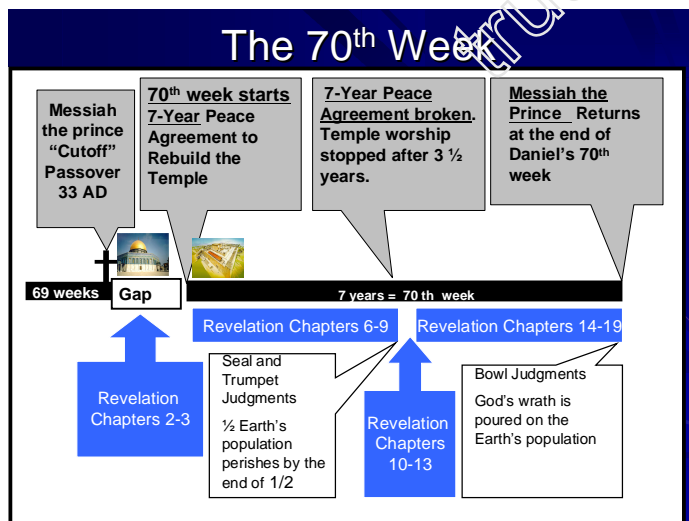 The 70th Week
Messiah
the prince
“Cutoff”
Passover
33 AD
70th week starts
7-Year Peace
Agreement to
Rebuild the
Temple
7-Year Peace
Agreement broken.
Temple worship
stopped after 3 ½
years.
Messiah the
Prince Returns
at the end of
Daniel’s 70th
week
69 weeks
Gap
7 years = 70 th week
Revelation Chapters 6-9
Revelation Chapters 14-19
Revelation
Chapters 2-3
Seal and
Trumpet
Judgments
½ Earth’s
population
perishes by the
end of 1/2
Revelation
Chapters
10-13
Bowl Judgments
God’s wrath is
poured on the
Earth’s population